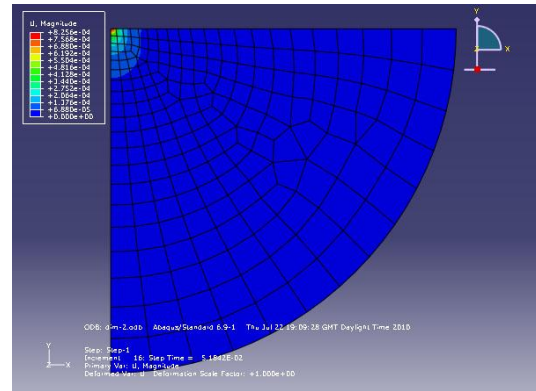 U, Magnitude
+8.256e-04
+7.568e-04
+6.880e-04
+6.192e-04
+5.504e-04
+4.816e-04
+4.128e-04
+3.440e-04
+2.752e-04
+2.064e-04
+1.376e-04
+6.880e-05
+0.000e+00
Y
Z
X
ODB: dim-2.odb Abaqus/Standard 6.9-1 Thu Jul 22 19:09:28 GMT Daylight Time 2010
Y
Z
X
Step: Step-1
Increment 16: Step Time =
Primary Var: U, Magnitude
Deformed Var: U Deformation Scale Factor: +1.000e+00